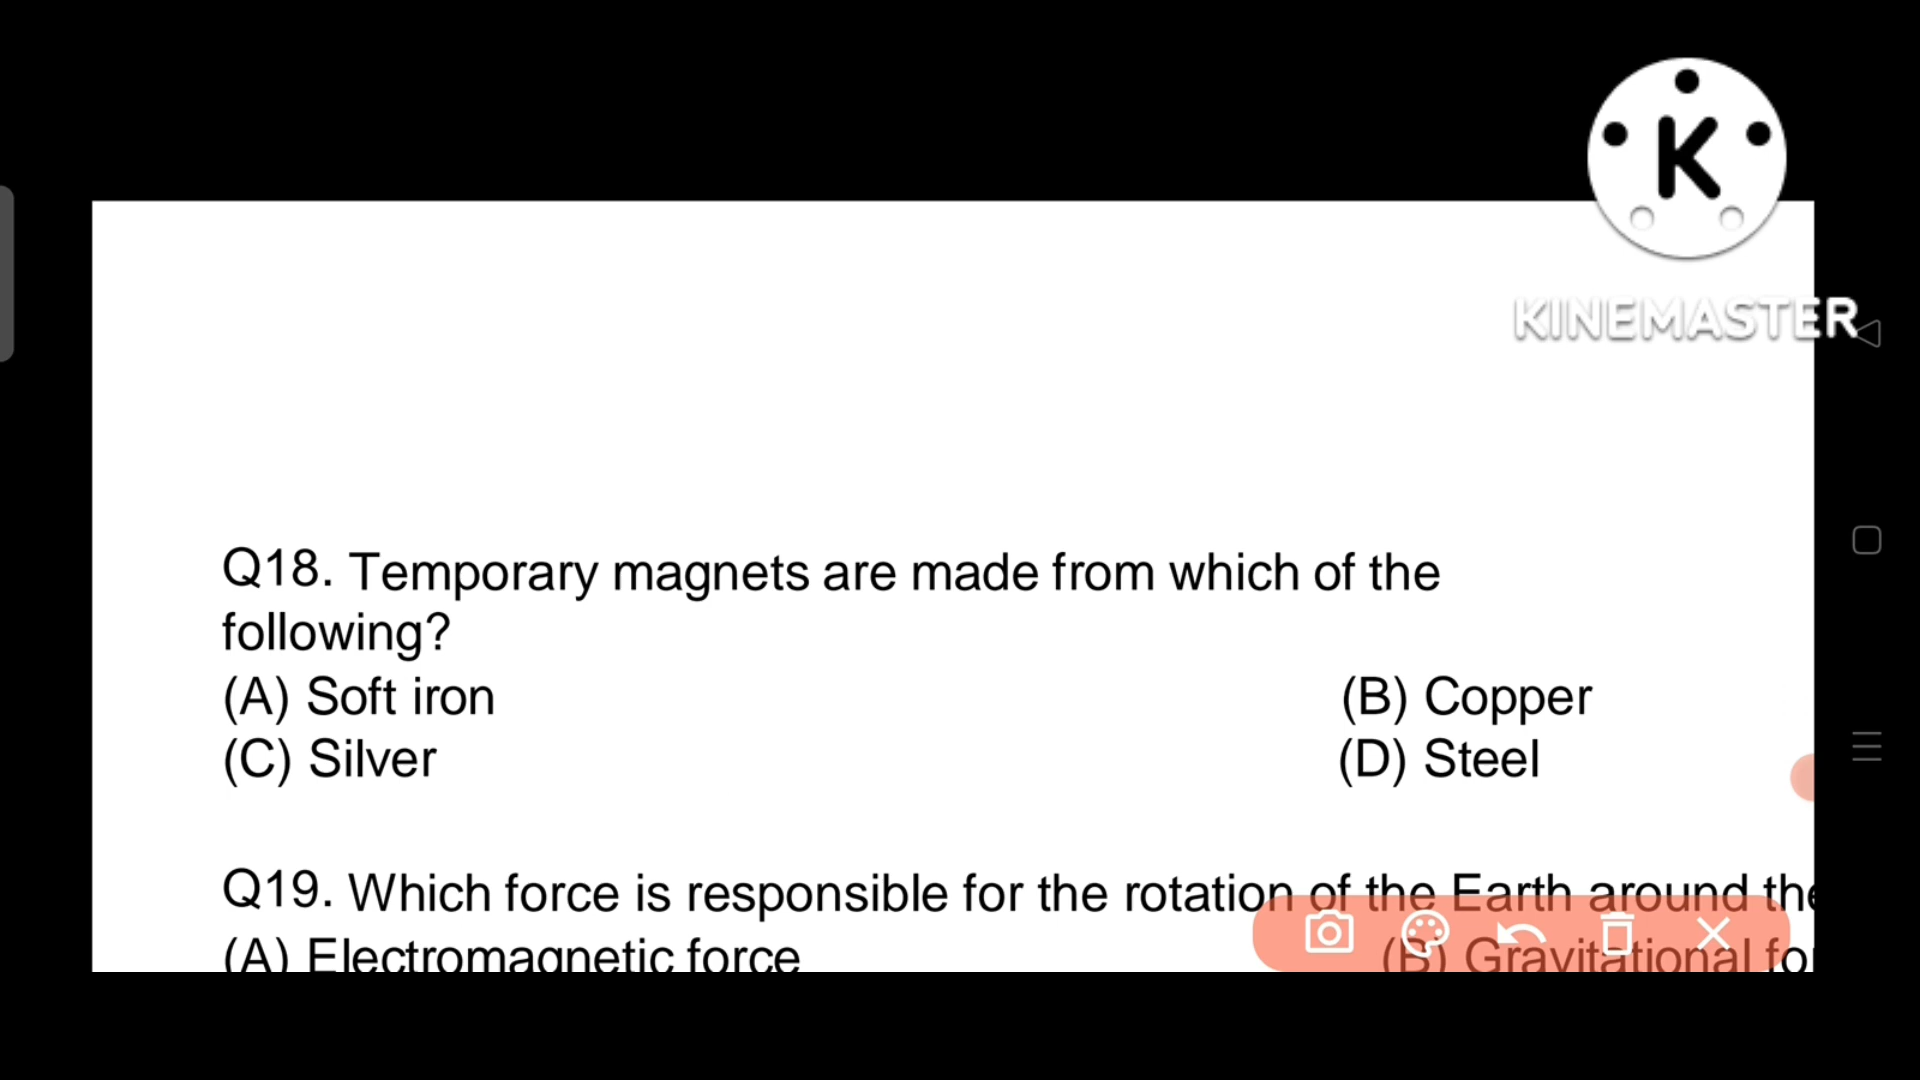 K
KINEMASTER
Q18. Temporary magnets are made from which of the
following?
(A) Soft iron (B) Copper
(C) Silver (D) Steel
Q19. Which force is responsible for the rotation of the Earth around the
(A) Electromagnetic force (B) Gravitational